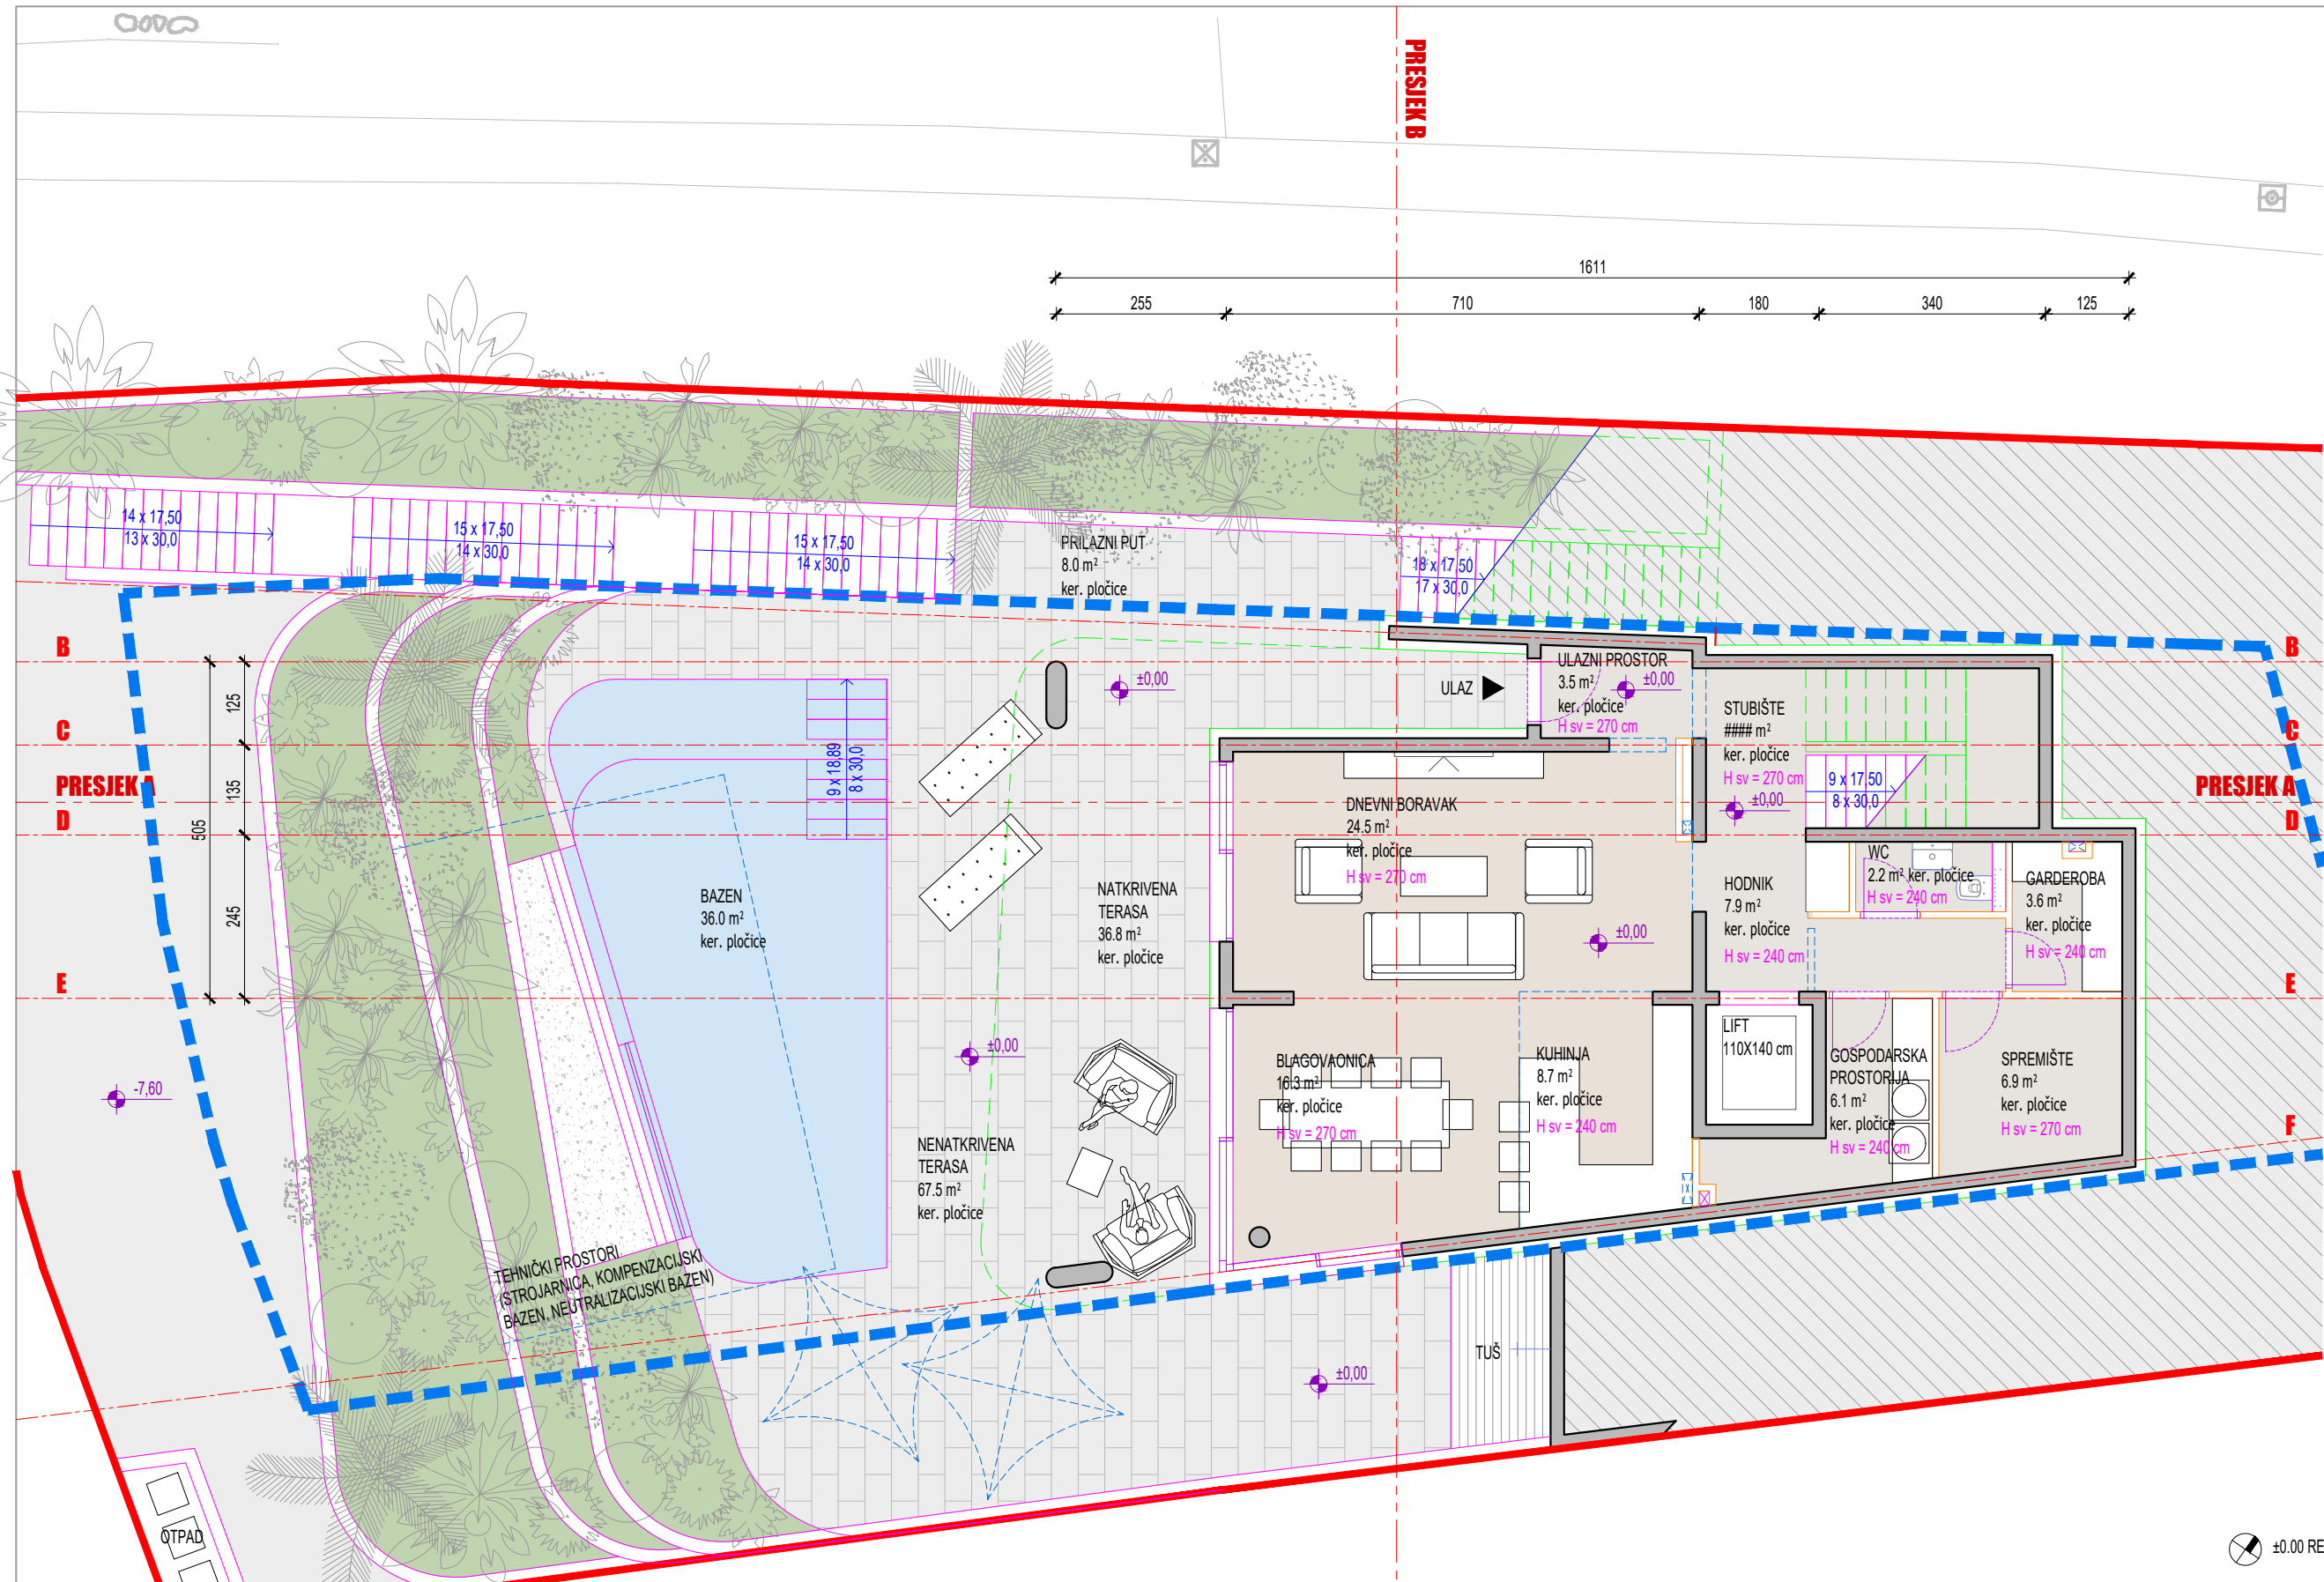 PRESJEK B
1611
255
710
180
340
125
14 x 17,50
13 x 30,0
15 x 17,50
14 x 30,0
15 x 17,50
14 x 30,0
PRILAZNI PUT
8.0 m²
ker. pločice
18 x 17,50
17 x 30,0
B
B
125
C
C
135
PRESJEK A
PRESJEK A
D
D
505
245
E
E
F
ULAZ
ULAZNI PROSTOR
3.5 m²
ker. pločice
H sv = 270 cm
±0,00
±0,00
STUBIŠTE
#### m²
ker. pločice
H sv = 270 cm
±0,00
9 x 17,50
8 x 30,0
9 x 18,89
8 x 30,0
DNEVNI BORAVAK
24.5 m²
ker. pločice
H sv = 270 cm
±0,00
WC
2.2 m² ker. pločice
H sv = 240 cm
GARDEROBA
3.6 m²
ker. pločice
H sv = 240 cm
HODNIK
7.9 m²
ker. pločice
H sv = 240 cm
BAZEN
36.0 m²
ker. pločice
NATKRIVENA
TERASA
36.8 m²
ker. pločice
±0,00
LIFT
110X140 cm
BLAGOVAONICA
16.3 m²
ker. pločice
H sv = 270 cm
KUHINJA
8.7 m²
ker. pločice
H sv = 240 cm
GOSPODARSKA
PROSTORIJA
6.1 m²
ker. pločice
H sv = 240 cm
SPREMIŠTE
6.9 m²
ker. pločice
H sv = 270 cm
-7,60
NENATKRIVENA
TERASA
67.5 m²
ker. pločice
TEHNIČKI PROSTORI
(STROJARNICA, KOMPENZACIJSKI
BAZEN, NEUTRALIZACIJSKI BAZEN)
TUŠ
±0,00
OTPAD
±0.00 RE